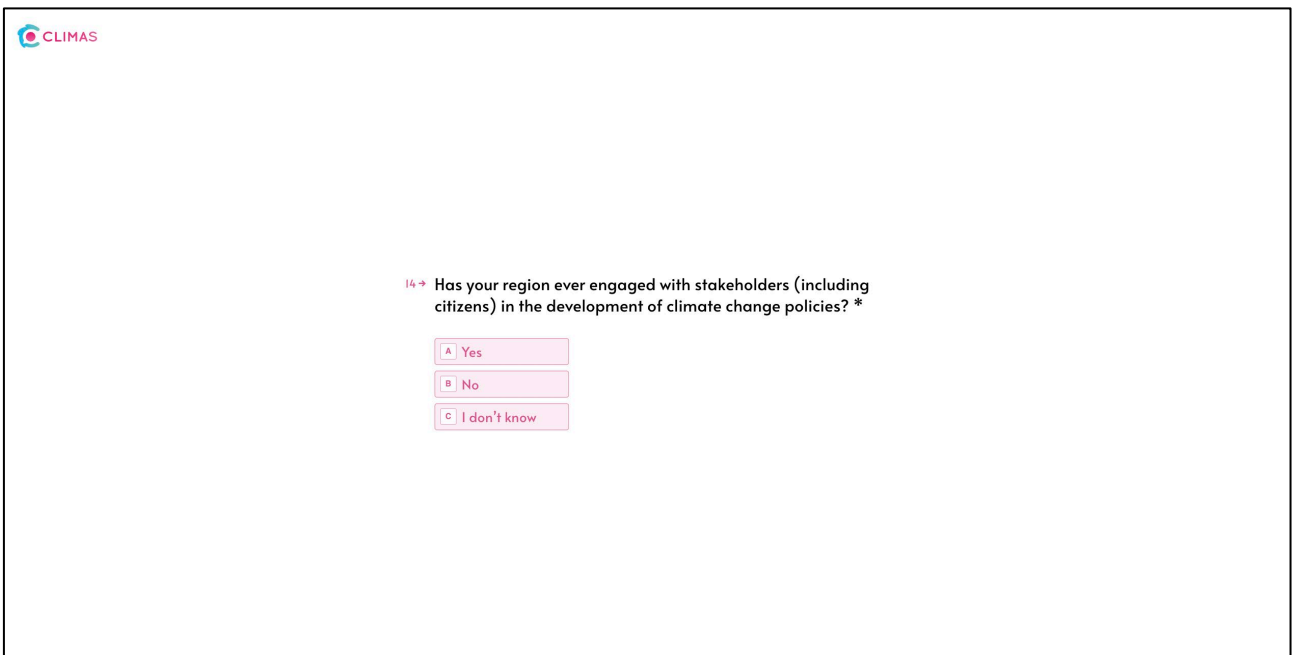 CLIMAS
14→ Has your region ever engaged with stakeholders (including
citizens) in the development of climate change policies? *
A Yes
B No
C I don't know